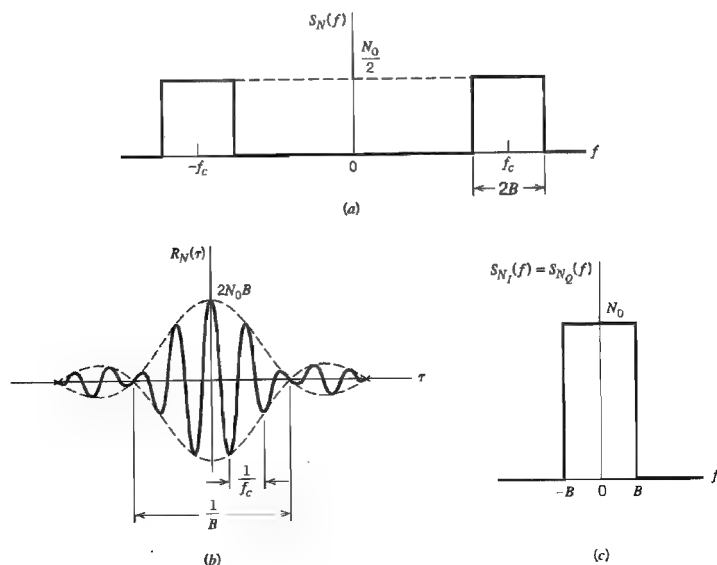 S_N(f)
N_0/2
-f_c
0
f_c
f
2B
(a)
R_N(τ)
2N_0B
τ
1/f_c
1/B
(b)
S_{N_I}(f) = S_{N_Q}(f)
N_0
-B
0
B
f
(c)